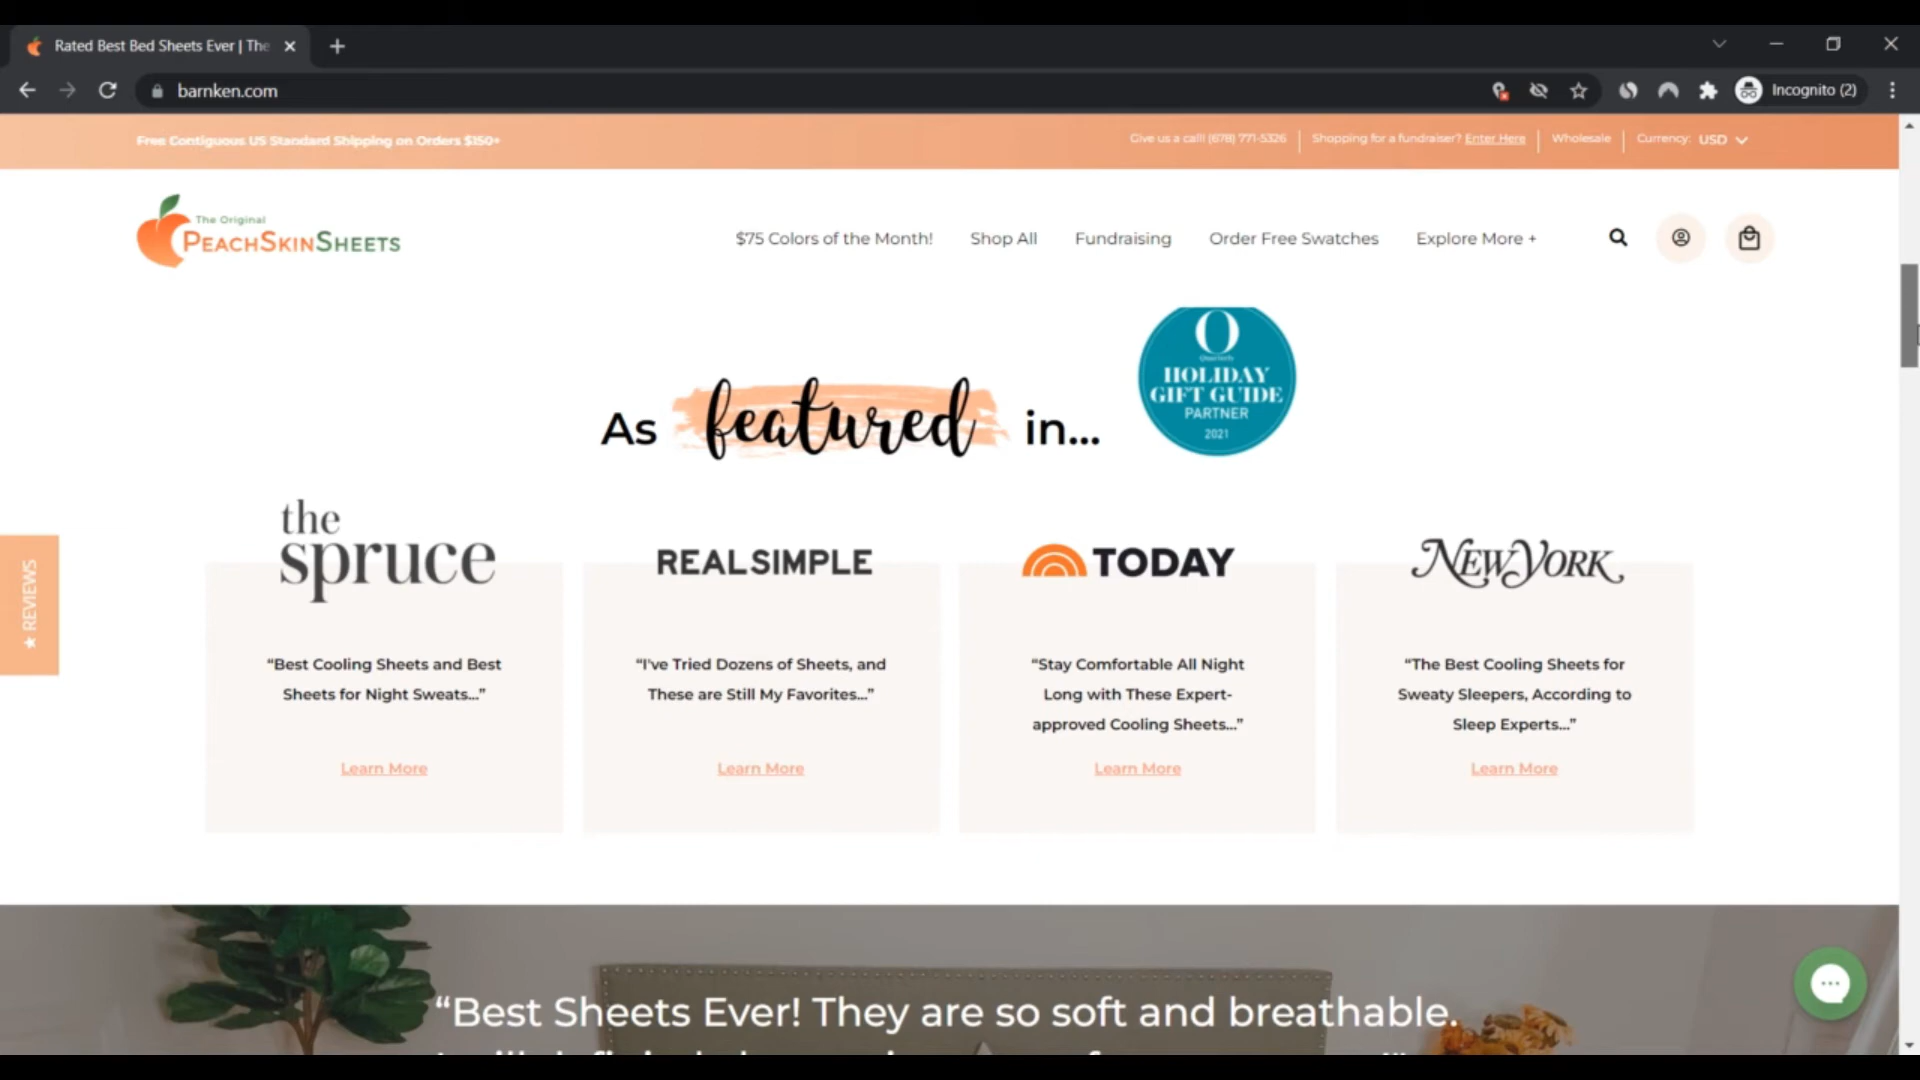 Rated Best Bed Sheets Ever | The
barnken.com
Incognito (2)
Free Contiguous US Standard Shipping on Orders $150+
Give us a call! (678) 771-5326
Shopping for a fundraiser? Enter Here
Wholesale
Currency: USD
The Original
PEACHSKINSHEETS
$75 Colors of the Month!
Shop All
Fundraising
Order Free Swatches
Explore More +
As featured in...
O
Quarterly
HOLIDAY
GIFT GUIDE
PARTNER
2021
★ REVIEWS
the
spruce
“Best Cooling Sheets and Best
Sheets for Night Sweats...”
Learn More
REAL SIMPLE
“I've Tried Dozens of Sheets, and
These are Still My Favorites...”
Learn More
TODAY
“Stay Comfortable All Night
Long with These Expert-
approved Cooling Sheets...”
Learn More
NEW YORK
“The Best Cooling Sheets for
Sweaty Sleepers, According to
Sleep Experts...”
Learn More
“Best Sheets Ever! They are so soft and breathable.